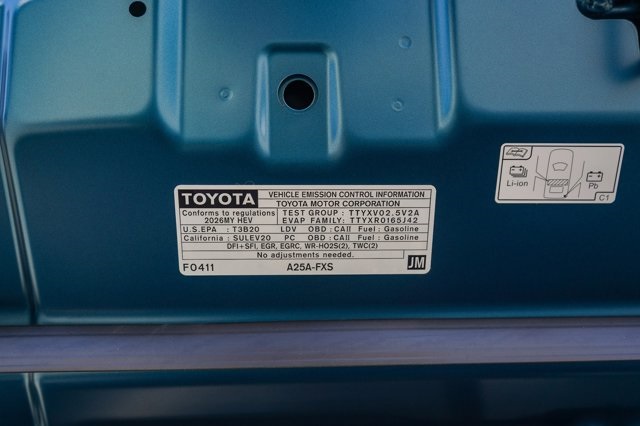 TOYOTA VEHICLE EMISSION CONTROL INFORMATION
TOYOTA MOTOR CORPORATION
Conforms to regulations
2026MY HEV
TEST GROUP : TTYXV02.5V2A
EVAP FAMILY: TTYXR0165J42
U.S.EPA : T3B20 LDV OBD : CAII Fuel : Gasoline
California : SULEV20 PC OBD : CAII Fuel : Gasoline
DFI+SFI, EGR, EGRC, WR-HO2S(2), TWC(2)
No adjustments needed.
F0411 A25A-FXS JM
Li-ion
Pb
C1